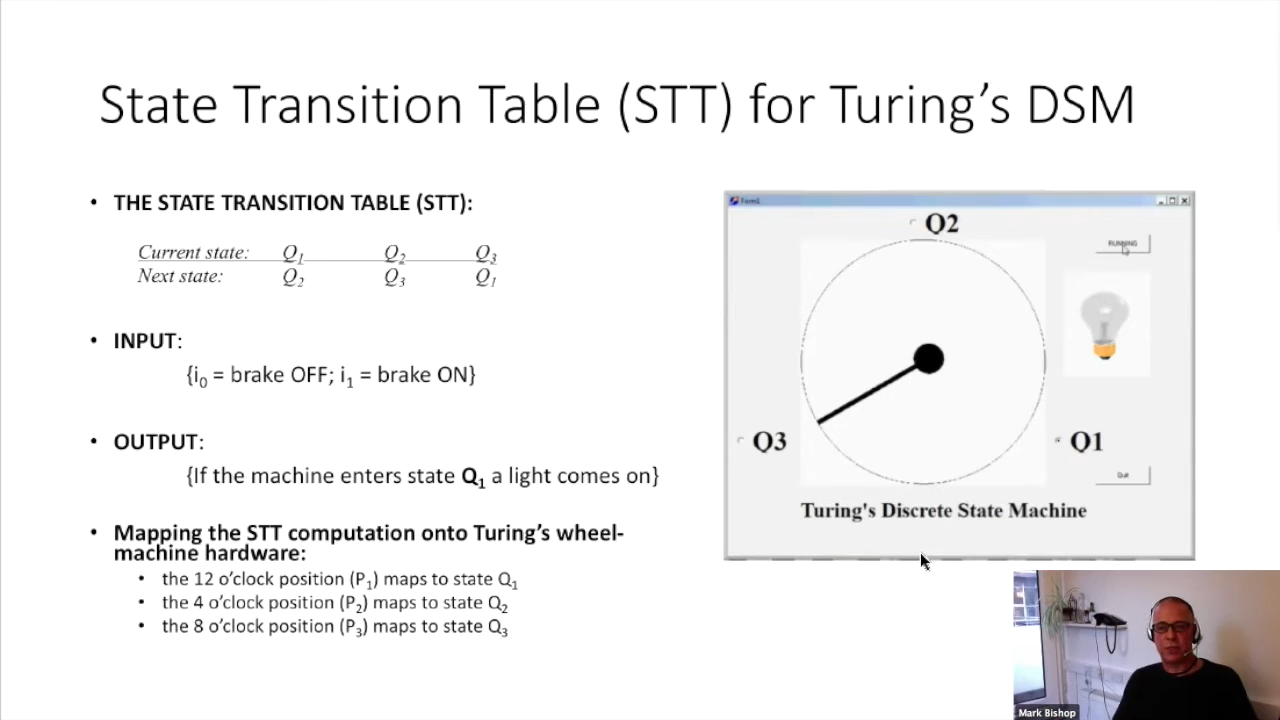 State Transition Table (STT) for Turing's DSM
• THE STATE TRANSITION TABLE (STT):
Current state: Q1 Q2 Q3
Next state: Q2 Q3 Q1
• INPUT:
{i0 = brake OFF; i1 = brake ON}
• OUTPUT:
{If the machine enters state Q1 a light comes on}
• Mapping the STT computation onto Turing's wheel-
machine hardware:
• the 12 o'clock position (P1) maps to state Q1
• the 4 o'clock position (P2) maps to state Q2
• the 8 o'clock position (P3) maps to state Q3
Form1
Q2
RUNNING
Q3
Q1
Quit
Turing's Discrete State Machine
Mark Bishop